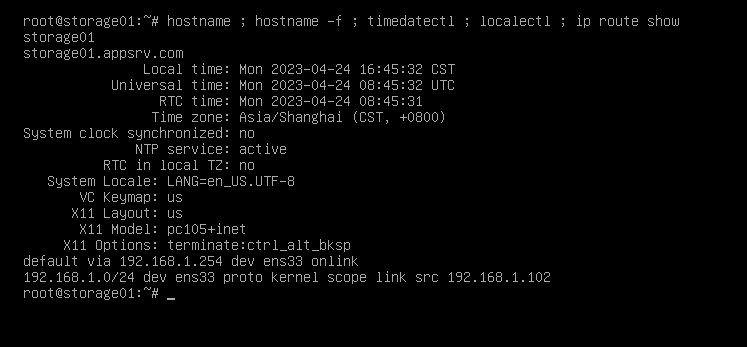 root@storage01:~# hostname ; hostname -f ; timedatectl ; localectl ; ip route show
storage01
storage01.appsrv.com
Local time: Mon 2023-04-24 16:45:32 CST
Universal time: Mon 2023-04-24 08:45:32 UTC
RTC time: Mon 2023-04-24 08:45:31
Time zone: Asia/Shanghai (CST, +0800)
System clock synchronized: no
NTP service: active
RTC in local TZ: no
System Locale: LANG=en_US.UTF-8
VC Keymap: us
X11 Layout: us
X11 Model: pc105+inet
X11 Options: terminate:ctrl_alt_bksp
default via 192.168.1.254 dev ens33 onlink
192.168.1.0/24 dev ens33 proto kernel scope link src 192.168.1.102
root@storage01:~# _